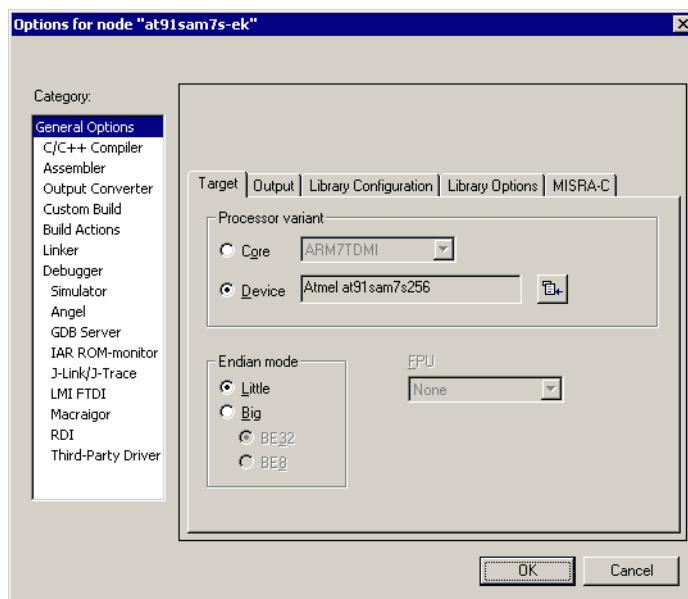 Options for node "at91sam7s-ek"
Category:
General Options
C/C++ Compiler
Assembler
Output Converter
Custom Build
Build Actions
Linker
Debugger
Simulator
Angel
GDB Server
IAR ROM-monitor
J-Link/J-Trace
LMI FTDI
Macraigor
RDI
Third-Party Driver
Target Output Library Configuration Library Options MISRA-C
Processor variant
Core ARM7TDMI
Device Atmel at91sam7s256
Endian mode
Little
Big
BE32
BE8
FPU
None
OK Cancel